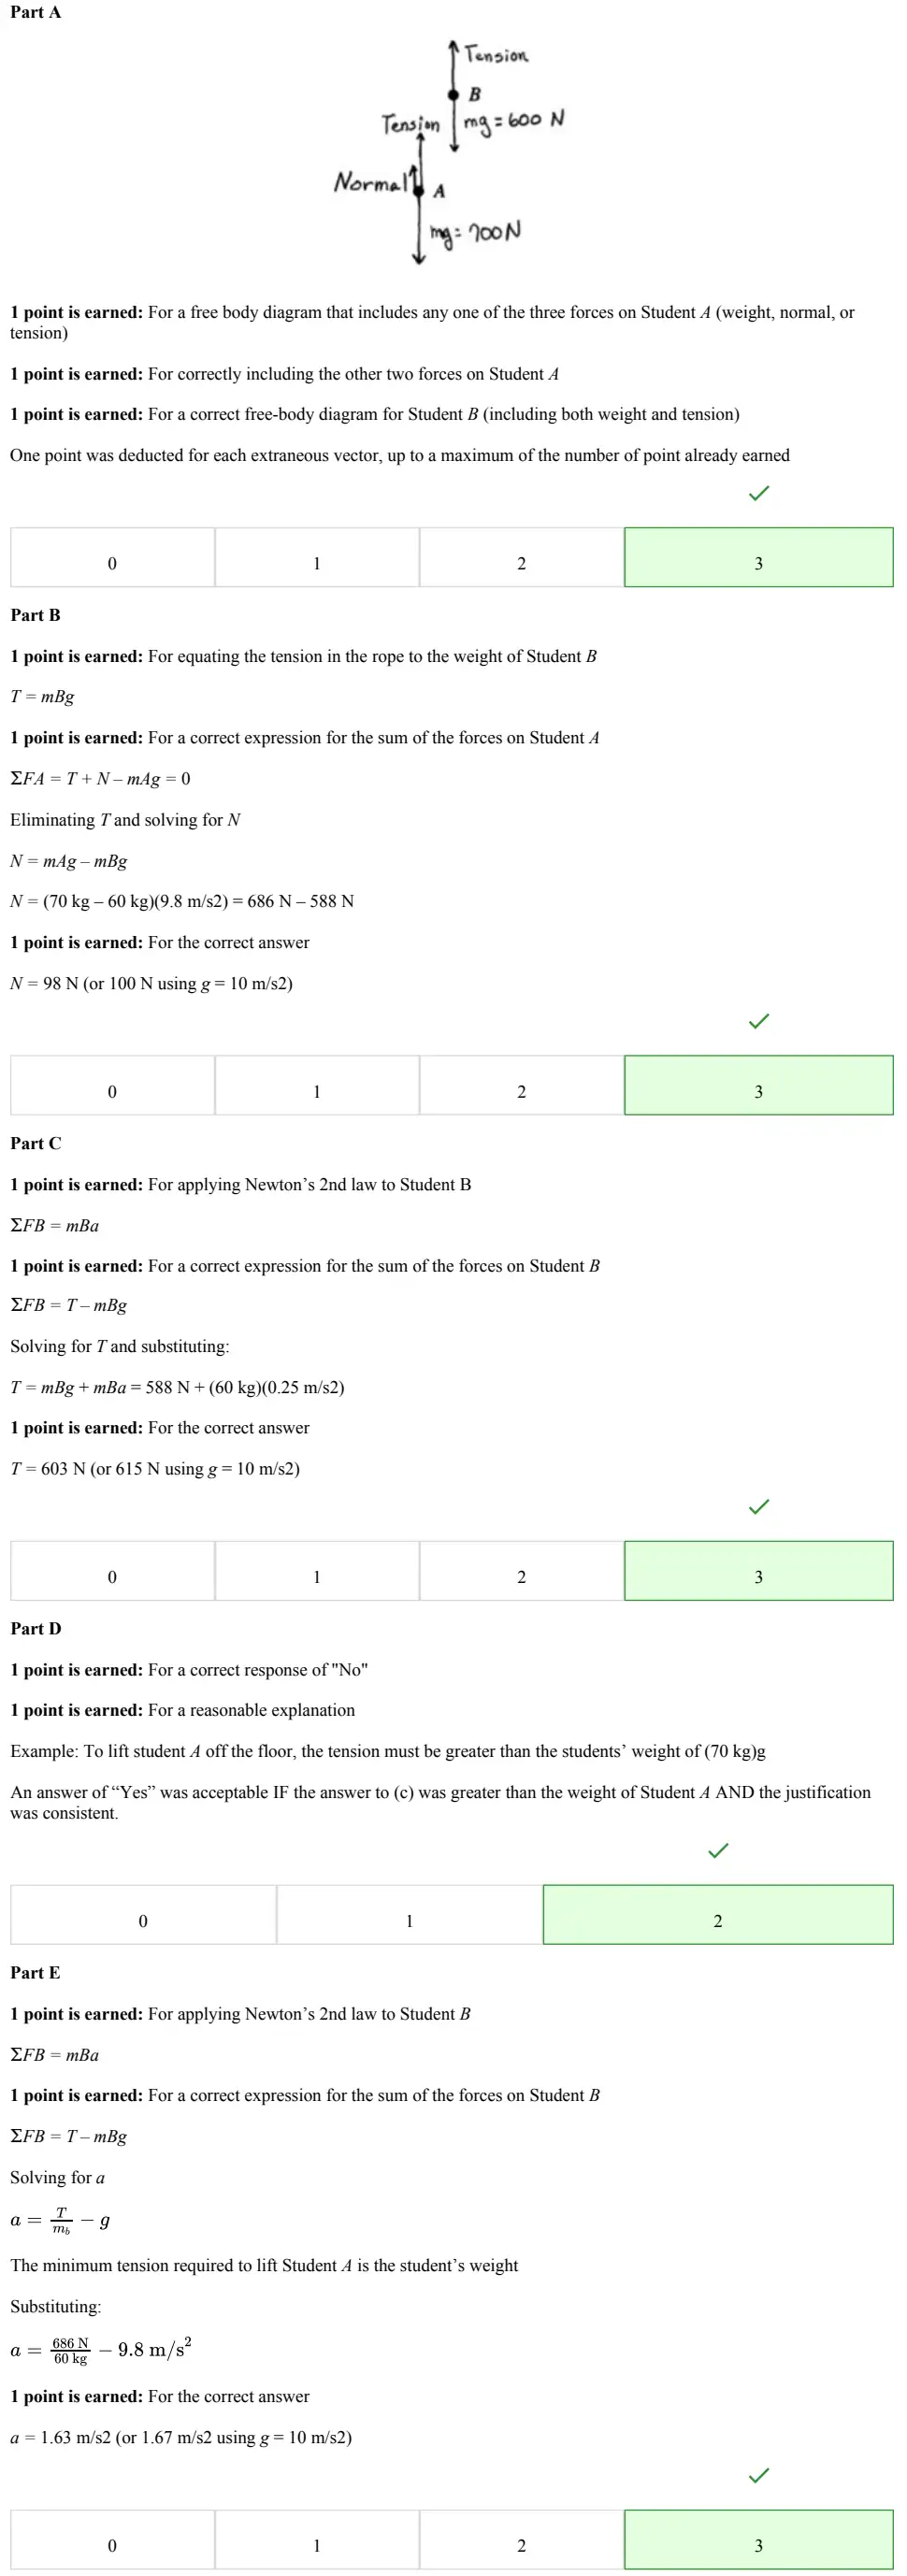 Part A
Tension
B
Tension
mg = 600 N
Normal
A
mg = 700 N
1 point is earned: For a free body diagram that includes any one of the three forces on Student A (weight, normal, or
tension)
1 point is earned: For correctly including the other two forces on Student A
1 point is earned: For a correct free-body diagram for Student B (including both weight and tension)
One point was deducted for each extraneous vector, up to a maximum of the number of point already earned
0 1 2 3
Part B
1 point is earned: For equating the tension in the rope to the weight of Student B
T = mBg
1 point is earned: For a correct expression for the sum of the forces on Student A
ΣFA = T + N – mAg = 0
Eliminating T and solving for N
N = mAg – mBg
N = (70 kg – 60 kg)(9.8 m/s2) = 686 N – 588 N
1 point is earned: For the correct answer
N = 98 N (or 100 N using g = 10 m/s2)
0 1 2 3
Part C
1 point is earned: For applying Newton’s 2nd law to Student B
ΣFB = mBa
1 point is earned: For a correct expression for the sum of the forces on Student B
ΣFB = T – mBg
Solving for T and substituting:
T = mBg + mBa = 588 N + (60 kg)(0.25 m/s2)
1 point is earned: For the correct answer
T = 603 N (or 615 N using g = 10 m/s2)
0 1 2 3
Part D
1 point is earned: For a correct response of "No"
1 point is earned: For a reasonable explanation
Example: To lift student A off the floor, the tension must be greater than the students’ weight of (70 kg)g
An answer of “Yes” was acceptable IF the answer to (c) was greater than the weight of Student A AND the justification
was consistent.
0 1 2
Part E
1 point is earned: For applying Newton’s 2nd law to Student B
ΣFB = mBa
1 point is earned: For a correct expression for the sum of the forces on Student B
ΣFB = T – mBg
Solving for a
a = T/m_b − g
The minimum tension required to lift Student A is the student’s weight
Substituting:
a = 686 N/60 kg − 9.8 m/s²
1 point is earned: For the correct answer
a = 1.63 m/s2 (or 1.67 m/s2 using g = 10 m/s2)
0 1 2 3